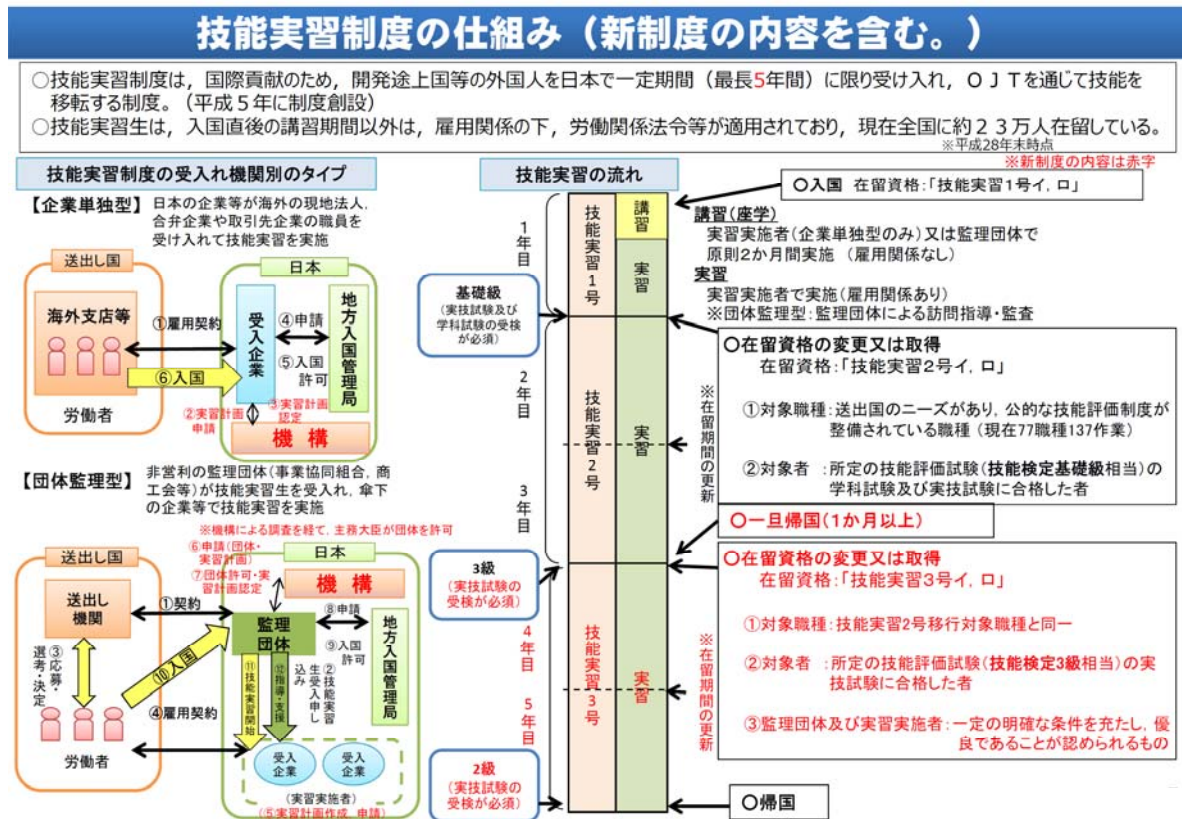 技能実習制度の仕組み（新制度の内容を含む。）
○技能実習制度は，国際貢献のため，開発途上国等の外国人を日本で一定期間（最長5年間）に限り受け入れ，ＯＪＴを通じて技能を
移転する制度。（平成５年に制度創設）
○技能実習生は，入国直後の講習期間以外は，雇用関係の下，労働関係法令等が適用されており，現在全国に約２３万人在留している。
※平成28年末時点
※新制度の内容は赤字
技能実習制度の受入れ機関別のタイプ
【企業単独型】
日本の企業等が海外の現地法人，
合弁企業や取引先企業の職員を
受け入れて技能実習を実施
送出し国
海外支店等
労働者
①雇用契約
⑥入国
日本
受入企業
④申請
⑤入国
許可
地方入国管理局
②実習計画
申請
③実習計画
認定
機構
【団体監理型】
非営利の監理団体（事業協同組合，商
工会等）が技能実習生を受入れ，傘下
の企業等で技能実習を実施
※機構による調査を経て，主務大臣が団体を許可
送出し国
送出し
機関
③応募・
選考・決定
労働者
①契約
⑩入国
④雇用契約
日本
⑥申請（団体・
実習計画）
⑦団体許可・実
習計画認定
機構
監理
団体
⑧申請
⑨入国
許可
地方入国管理局
⑪技能実習開始
⑫指導・支援
②技能実習
生受入申し
込み
受入
企業
受入
企業
（実習実施者）
（⑤実習計画作成，申請）
技能実習の流れ
1年目
2年目
3年目
4年目
5年目
基礎級
（実技試験及び
学科試験の受検
が必須）
3級
（実技試験の
受検が必須）
2級
（実技試験の
受検が必須）
技能実習1号
技能実習2号
技能実習3号
講習
実習
実習
実習
※在留期間の更新
※在留期間の更新
○入国　在留資格：「技能実習1号イ，ロ」
講習（座学）
実習実施者（企業単独型のみ）又は監理団体で
原則2か月間実施　（雇用関係なし）
実習
実習実施者で実施（雇用関係あり）
※団体監理型：監理団体による訪問指導・監査
○在留資格の変更又は取得
在留資格：「技能実習2号イ，ロ」
①対象職種：送出国のニーズがあり，公的な技能評価制度が
整備されている職種（現在77職種137作業）
②対象者　：所定の技能評価試験（技能検定基礎級相当）の
学科試験及び実技試験に合格した者
○一旦帰国（1か月以上）
○在留資格の変更又は取得
在留資格：「技能実習3号イ，ロ」
①対象職種：技能実習2号移行対象職種と同一
②対象者　：所定の技能評価試験（技能検定3級相当）の実
技試験に合格した者
③監理団体及び実習実施者：一定の明確な条件を充たし，優
良であることが認められるもの
○帰国